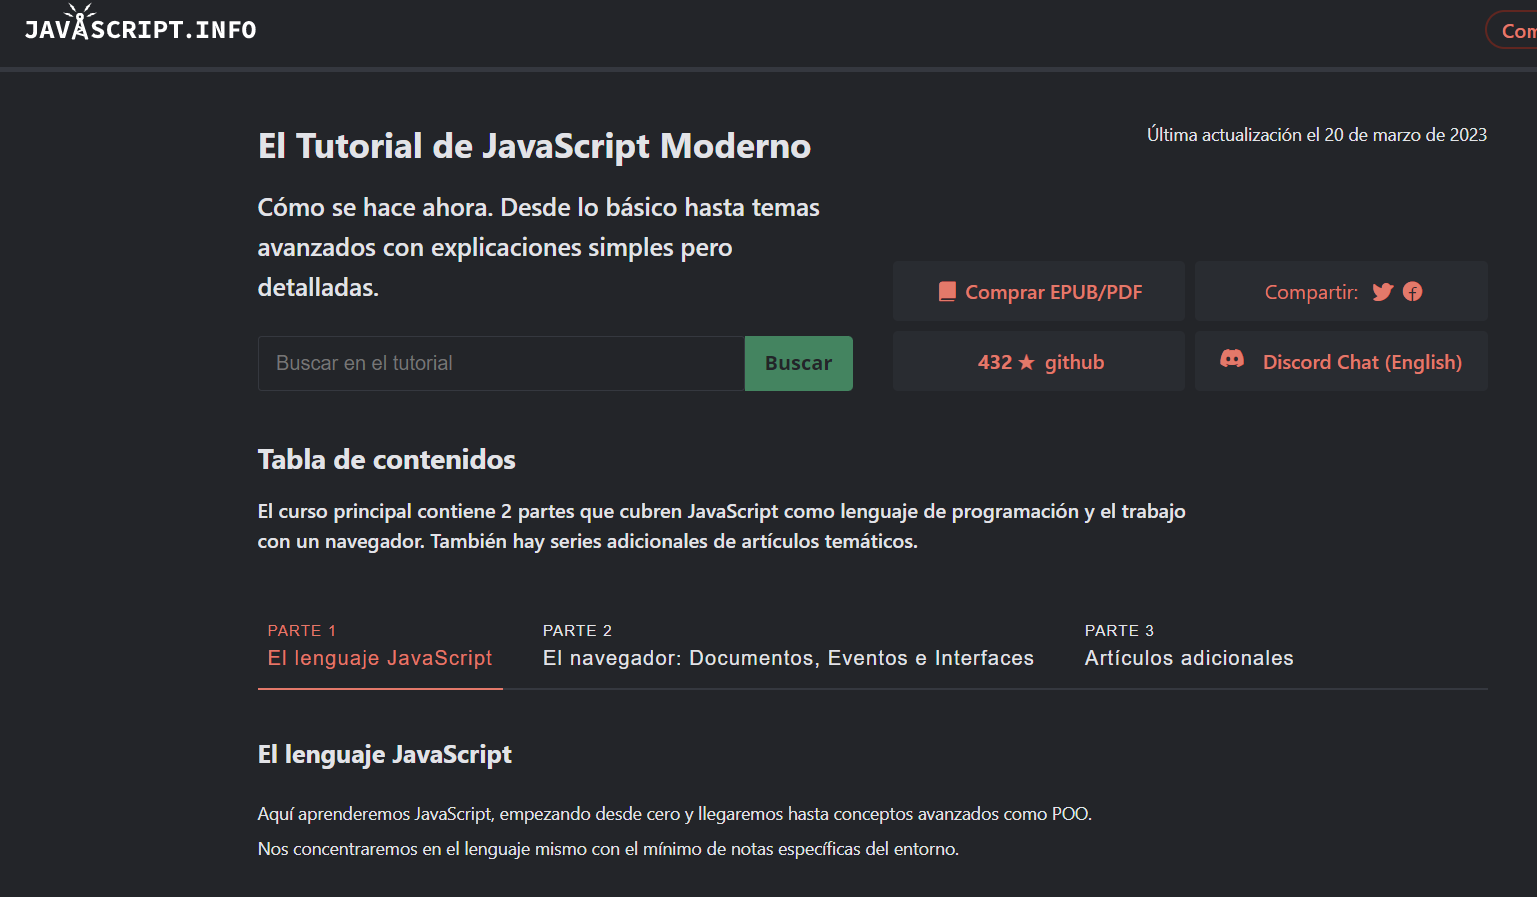 JAVASCRIPT.INFO
Com
El Tutorial de JavaScript Moderno
Última actualización el 20 de marzo de 2023
Cómo se hace ahora. Desde lo básico hasta temas
avanzados con explicaciones simples pero
detalladas.
Comprar EPUB/PDF
Compartir:
Buscar en el tutorial
Buscar
432 ★ github
Discord Chat (English)
Tabla de contenidos
El curso principal contiene 2 partes que cubren JavaScript como lenguaje de programación y el trabajo
con un navegador. También hay series adicionales de artículos temáticos.
PARTE 1
El lenguaje JavaScript
PARTE 2
El navegador: Documentos, Eventos e Interfaces
PARTE 3
Artículos adicionales
El lenguaje JavaScript
Aquí aprenderemos JavaScript, empezando desde cero y llegaremos hasta conceptos avanzados como POO.
Nos concentraremos en el lenguaje mismo con el mínimo de notas específicas del entorno.